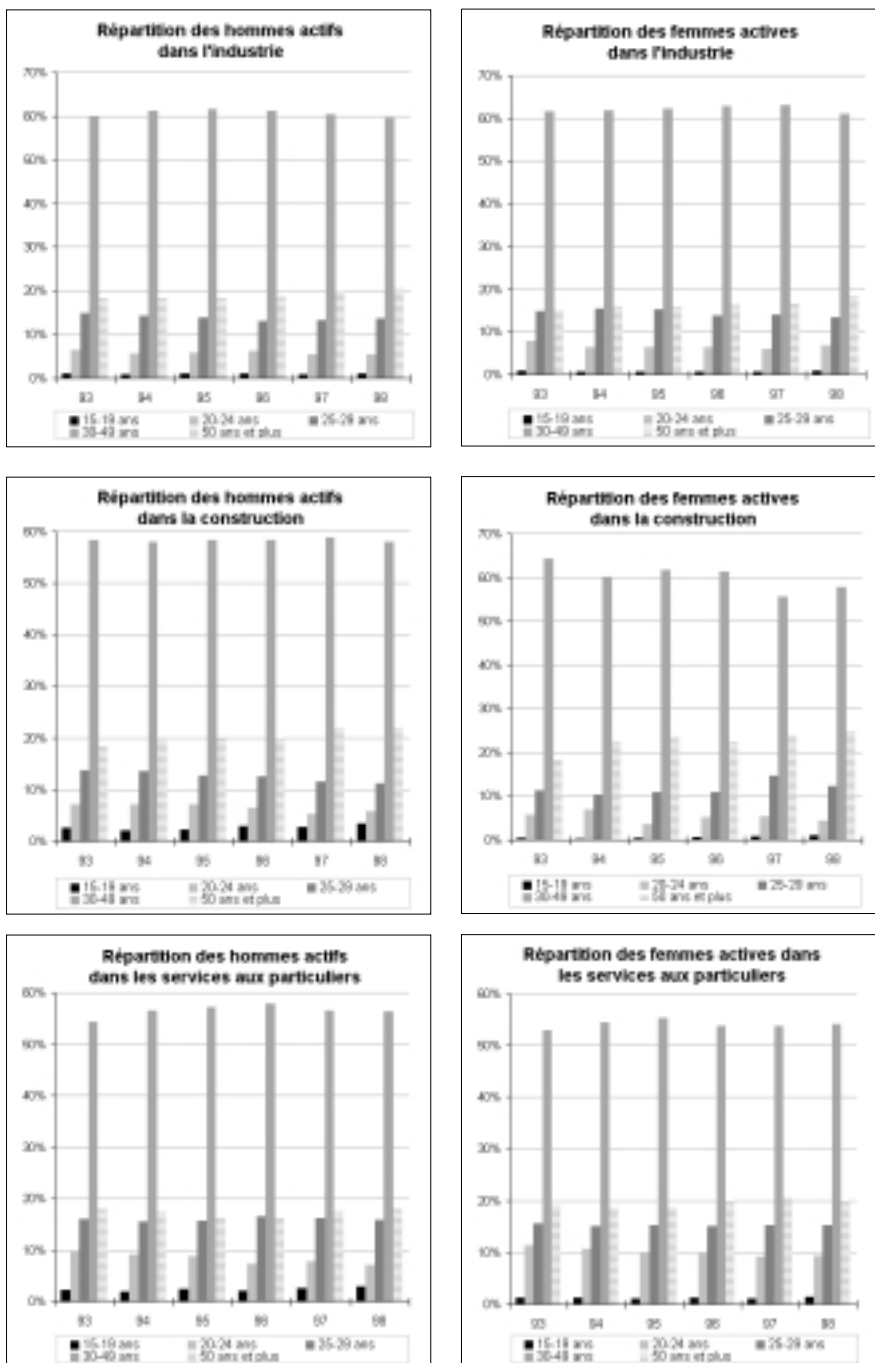 Répartition des hommes actifs
dans l'industrie
70%
60%
50%
40%
30%
20%
10%
0%
93 94 95 96 97 98
15-19 ans 20-24 ans 25-29 ans
30-49 ans 50 ans et plus
Répartition des femmes actives
dans l'industrie
70%
60%
50%
40%
30%
20%
10%
0%
93 94 95 96 97 98
15-19 ans 20-24 ans 25-29 ans
30-49 ans 50 ans et plus
Répartition des hommes actifs
dans la construction
60%
50%
40%
30%
20%
10%
0%
93 94 95 96 97 98
15-19 ans 20-24 ans 25-29 ans
30-49 ans 50 ans et plus
Répartition des femmes actives
dans la construction
70%
60%
50%
40%
30%
20%
10%
0%
93 94 95 96 97 98
15-19 ans 20-24 ans 25-29 ans
30-49 ans 50 ans et plus
Répartition des hommes actifs
dans les services aux particuliers
60%
50%
40%
30%
20%
10%
0%
93 94 95 96 97 98
15-19 ans 20-24 ans 25-29 ans
30-49 ans 50 ans et plus
Répartition des femmes actives dans
les services aux particuliers
60%
50%
40%
30%
20%
10%
0%
93 94 95 96 97 98
15-19 ans 20-24 ans 25-29 ans
30-49 ans 50 ans et plus